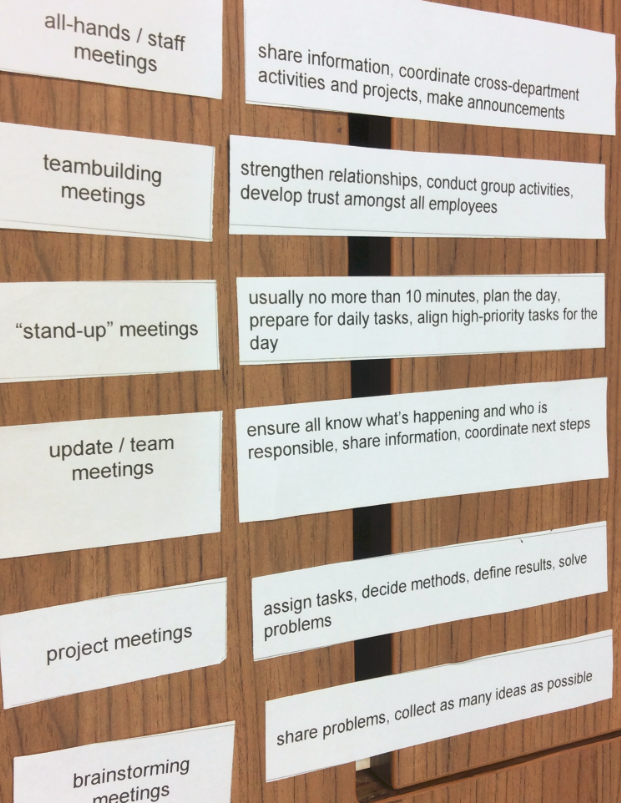 all-hands / staff
meetings
share information, coordinate cross-department
activities and projects, make announcements
teambuilding
meetings
strengthen relationships, conduct group activities,
develop trust amongst all employees
“stand-up” meetings
usually no more than 10 minutes, plan the day,
prepare for daily tasks, align high-priority tasks for the
day
update / team
meetings
ensure all know what’s happening and who is
responsible, share information, coordinate next steps
project meetings
assign tasks, decide methods, define results, solve
problems
brainstorming
meetings
share problems, collect as many ideas as possible